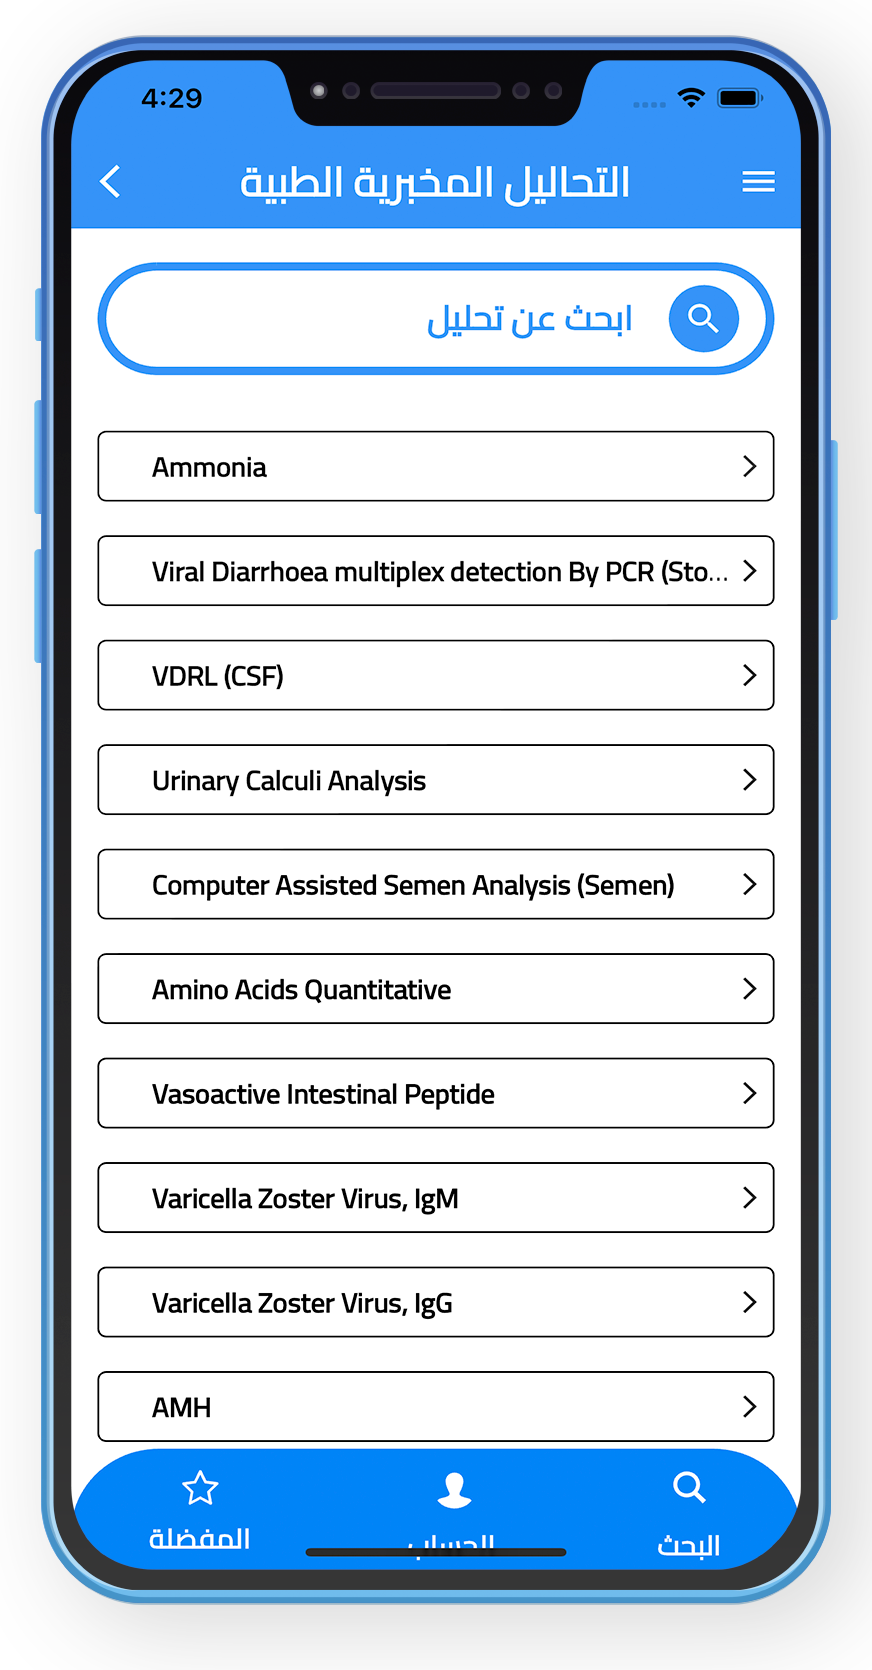 4:29
التحاليل المخبرية الطبية
ابحث عن تحليل
Ammonia
Viral Diarrhoea multiplex detection By PCR (Sto...
VDRL (CSF)
Urinary Calculi Analysis
Computer Assisted Semen Analysis (Semen)
Amino Acids Quantitative
Vasoactive Intestinal Peptide
Varicella Zoster Virus, IgM
Varicella Zoster Virus, IgG
AMH
البحث الحساب المفضلة